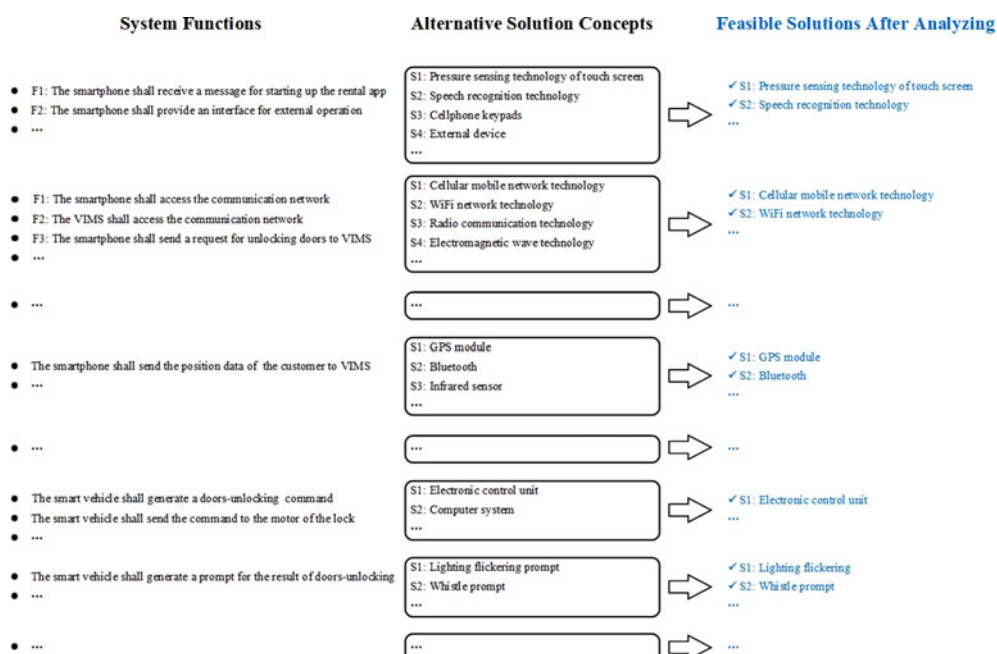 System Functions
Alternative Solution Concepts
Feasible Solutions After Analyzing
● F1: The smartphone shall receive a message for starting up the rental app
● F2: The smartphone shall provide an interface for external operation
● ...
S1: Pressure sensing technology of touch screen
S2: Speech recognition technology
S3: Cellphone keypads
S4: External device
...
✓ S1: Pressure sensing technology of touch screen
✓ S2: Speech recognition technology
...
● F1: The smartphone shall access the communication network
● F2: The VIMS shall access the communication network
● F3: The smartphone shall send a request for unlocking doors to VIMS
● ...
S1: Cellular mobile network technology
S2: WiFi network technology
S3: Radio communication technology
S4: Electromagnetic wave technology
...
✓ S1: Cellular mobile network technology
✓ S2: WiFi network technology
...
● ...
...
...
● The smartphone shall send the position data of the customer to VIMS
● ...
S1: GPS module
S2: Bluetooth
S3: Infrared sensor
...
✓ S1: GPS module
✓ S2: Bluetooth
...
● ...
...
...
● The smart vehicle shall generate a doors-unlocking command
● The smart vehicle shall send the command to the motor of the lock
● ...
S1: Electronic control unit
S2: Computer system
...
✓ S1: Electronic control unit
...
● The smart vehicle shall generate a prompt for the result of doors-unlocking
● ...
S1: Lighting flickering prompt
S2: Whistle prompt
...
✓ S1: Lighting flickering
✓ S2: Whistle prompt
...
● ...
...
...